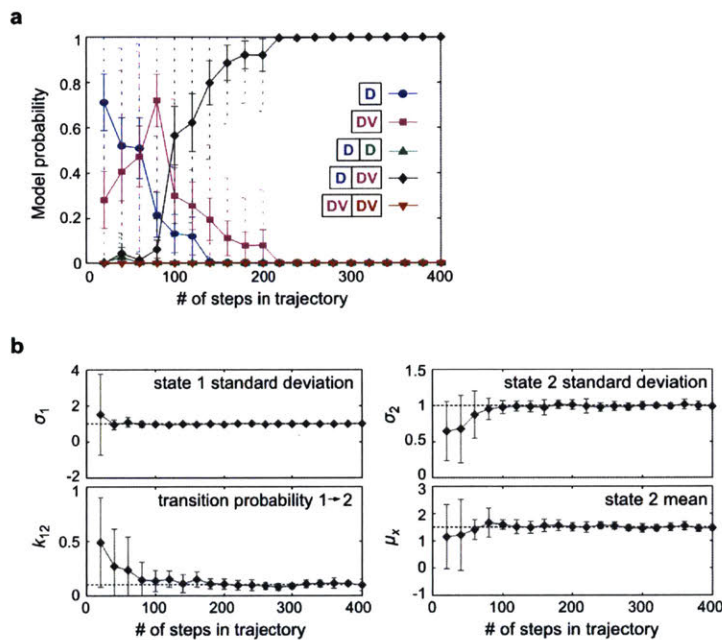 a
1
0.8
0.6
0.4
0.2
0
Model probability
D
DV
D D
D DV
DV DV
0 100 200 300 400
# of steps in trajectory
b
4
2
0
-2
σ1
state 1 standard deviation
1.5
1
0.5
0
σ2
state 2 standard deviation
1
0.5
0
k12
transition probability 1→2
0 100 200 300 400
# of steps in trajectory
3
2
1
0
-1
μx
state 2 mean
0 100 200 300 400
# of steps in trajectory